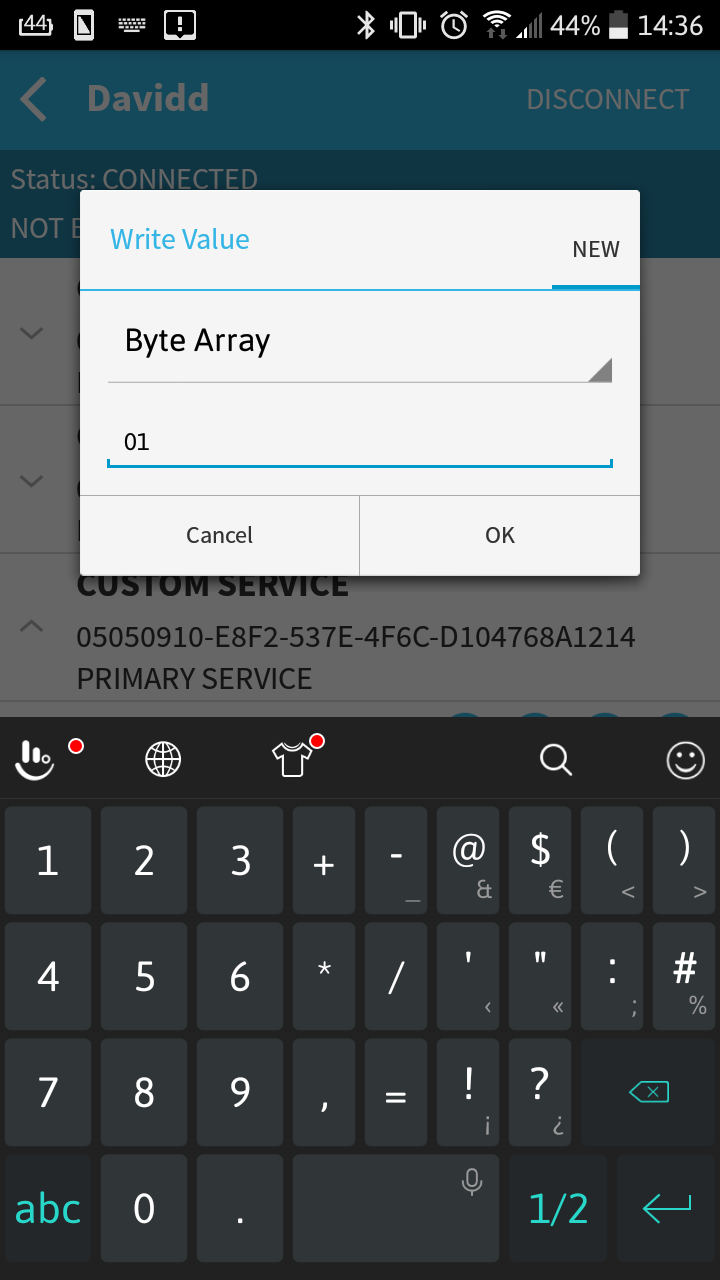 44 44% 14:36
Davidd DISCONNECT
Status: CONNECTED
NOT
Write Value NEW
Byte Array
01
Cancel OK
CUSTOM SERVICE
05050910-E8F2-537E-4F6C-D104768A1214
PRIMARY SERVICE
1 2 3 + - _ @ & $ € ( < ) >
4 5 6 * / ' ‹ " « : ; # %
7 8 9 , = ! ¡ ? ¿
abc 0 . 1/2